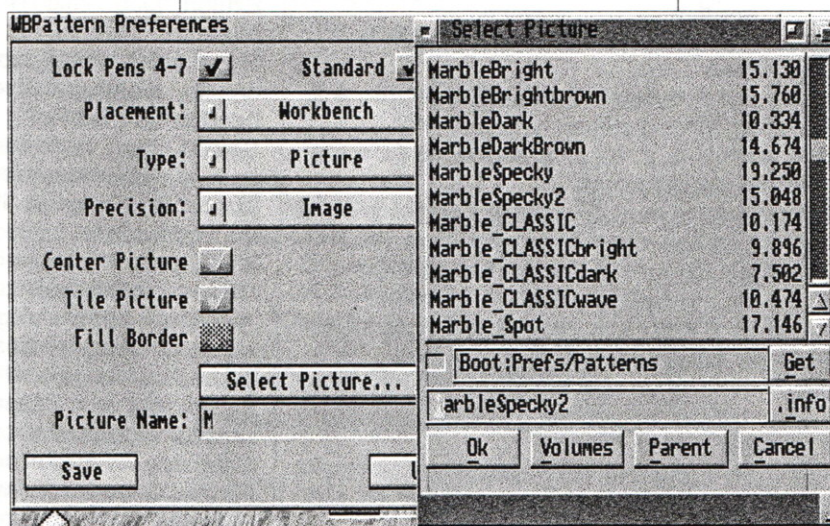 WBPattern Preferences
Lock Pens 4-7
Standard
Placement:
Workbench
Type:
Picture
Precision:
Image
Center Picture
Tile Picture
Fill Border
Select Picture...
Picture Name: M
Save
Select Picture
MarbleBright 15.130
MarbleBrightbrown 15.760
MarbleDark 10.334
MarbleDarkBrown 14.674
MarbleSpecky 19.250
MarbleSpecky2 15.048
Marble_CLASSIC 10.174
Marble_CLASSICbright 9.896
Marble_CLASSICdark 7.502
Marble_CLASSICwave 10.474
Marble_Spot 17.146
Boot:Prefs/Patterns
Get
arbleSpecky2
.info
Ok
Volumes
Parent
Cancel